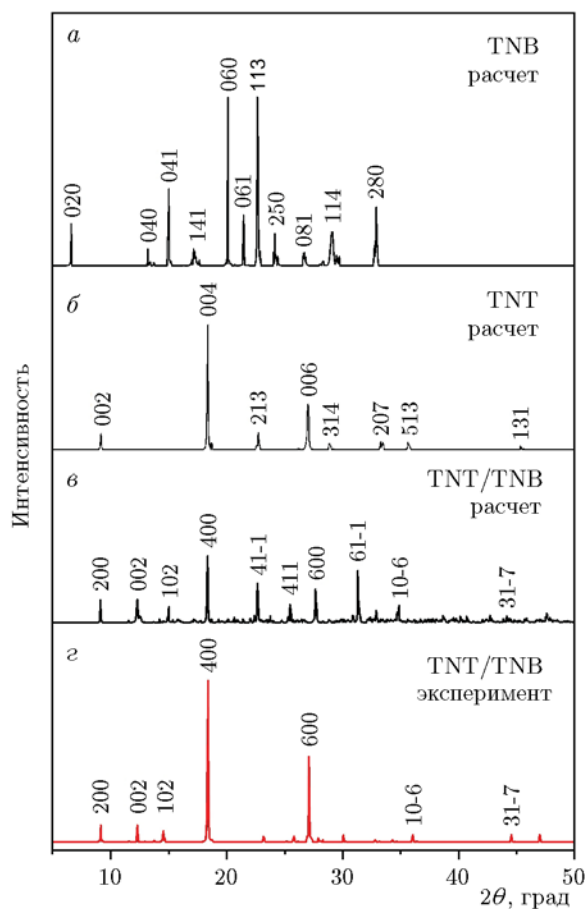 а
TNB
расчет
020
040
041
141
060
061
113
250
081
114
280
б
TNT
расчет
002
004
213
006
314
207
513
131
в
TNT/TNB
расчет
200
002
102
400
41-1
411
600
61-1
10-6
31-7
г
TNT/TNB
эксперимент
200
002
102
400
600
10-6
31-7
Интенсивность
10
20
30
40
50
2θ, град